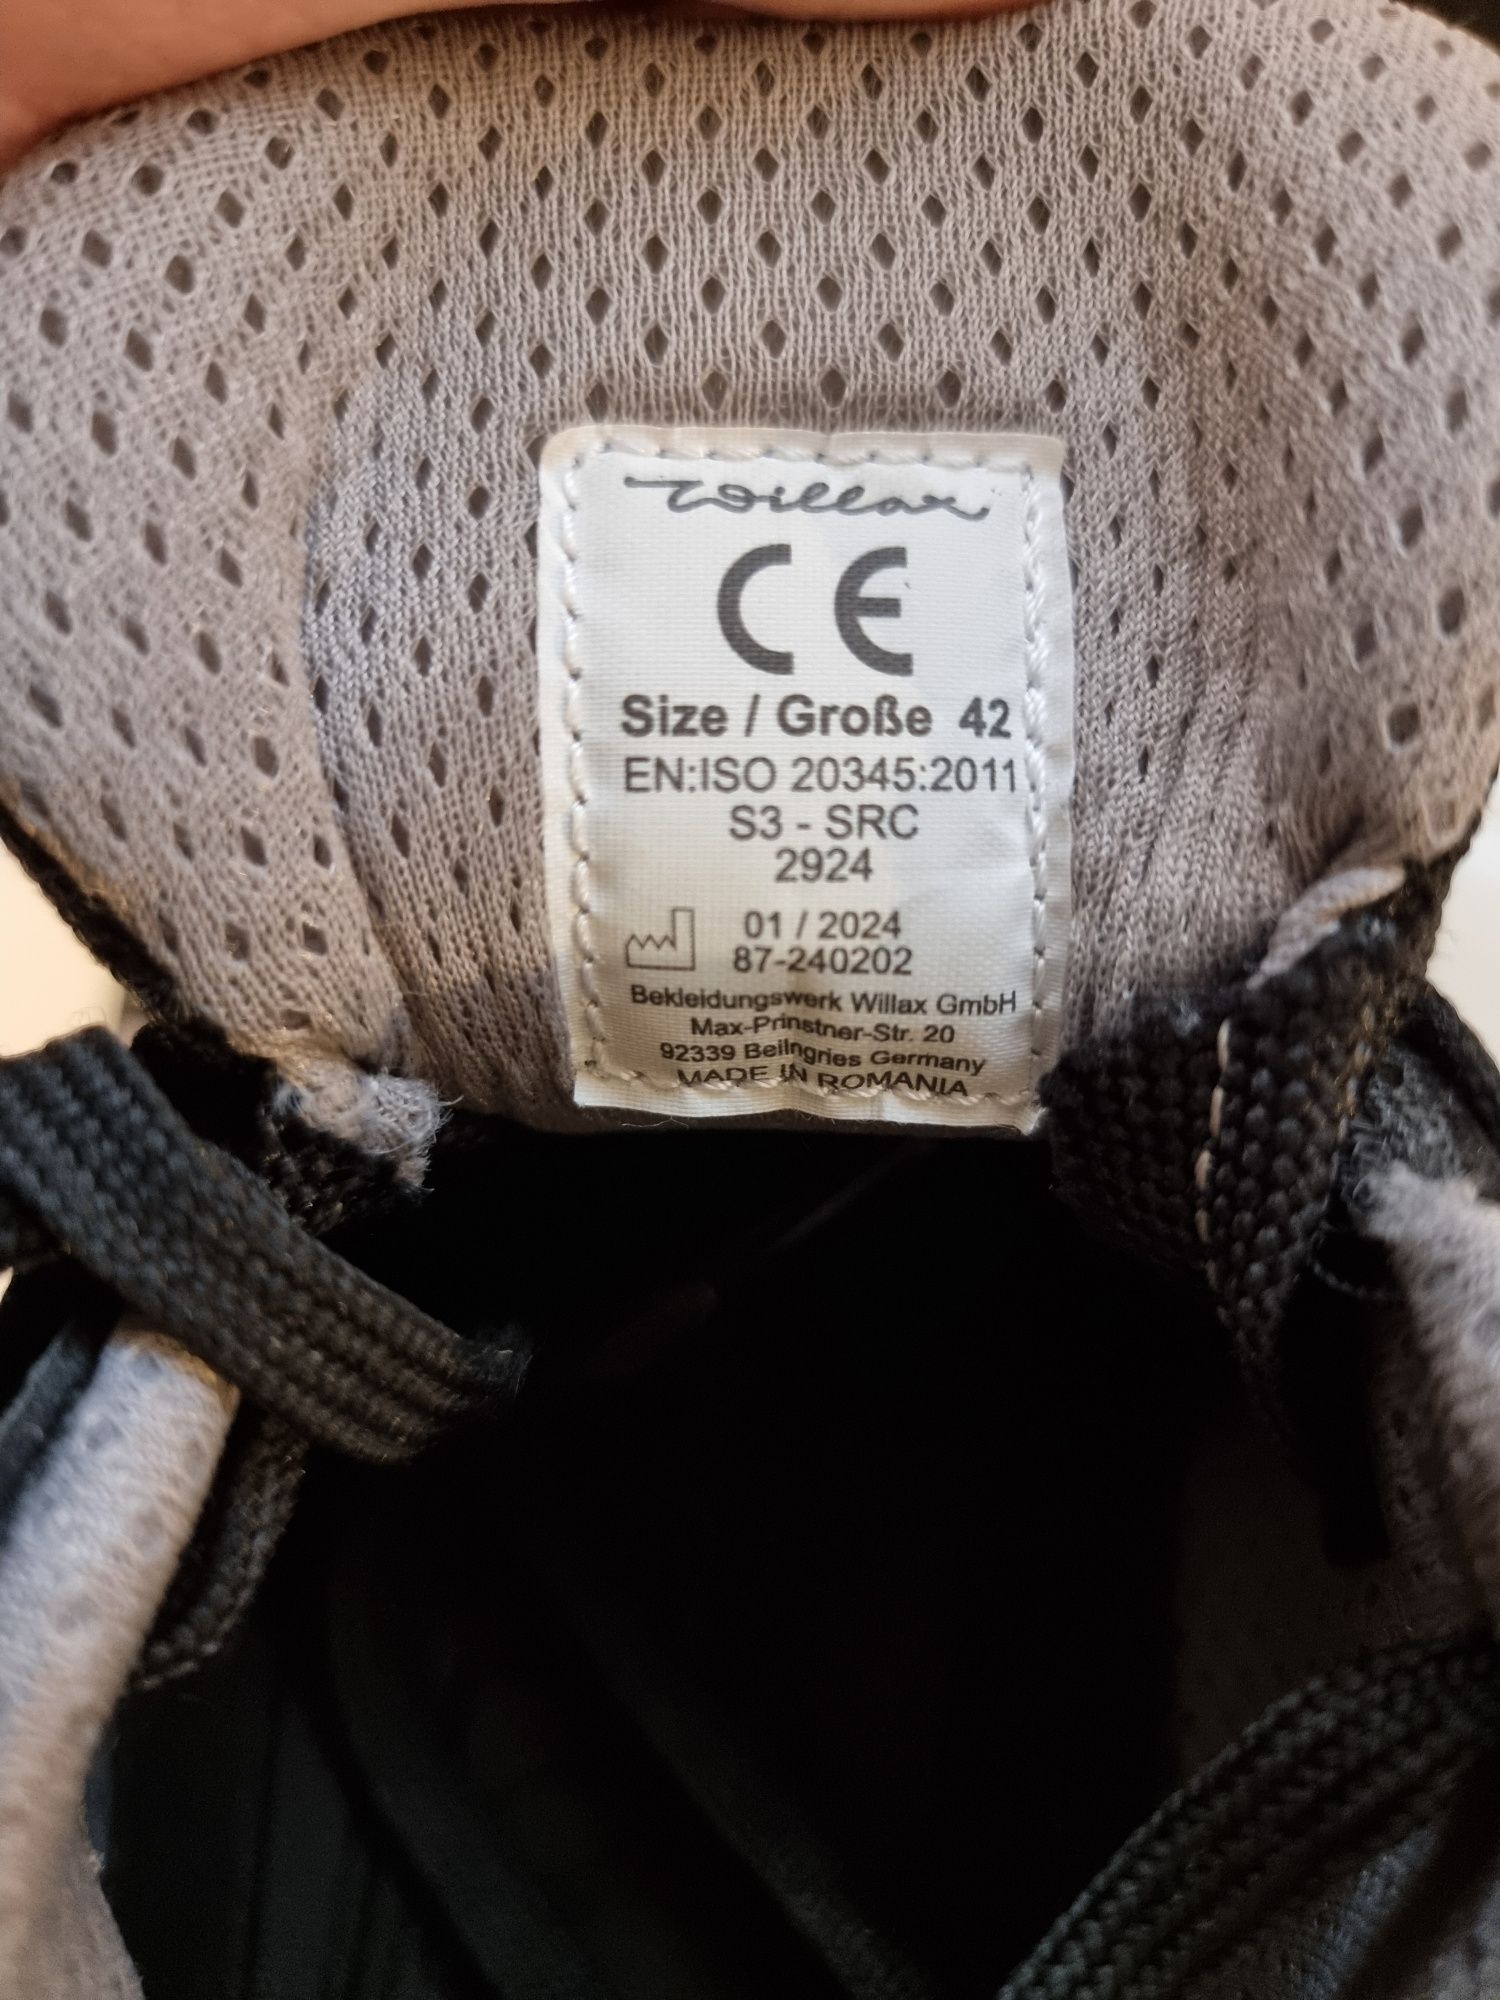 Willax
CE
Size / Große 42
EN:ISO 20345:2011
S3 - SRC
2924
01 / 2024
87-240202
Bekleidungswerk Willax GmbH
Max-Prinstner-Str. 20
92339 Beilngries Germany
MADE IN ROMANIA